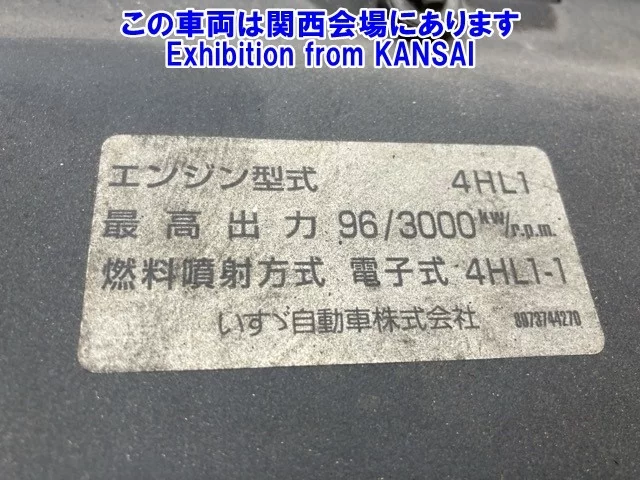 この車両は関西会場にあります
Exhibition from KANSAI
エンジン型式 4HL1
最高出力 96/3000 kW/r.p.m.
燃料噴射方式 電子式 4HL1-1
いすゞ自動車株式会社 8973744270